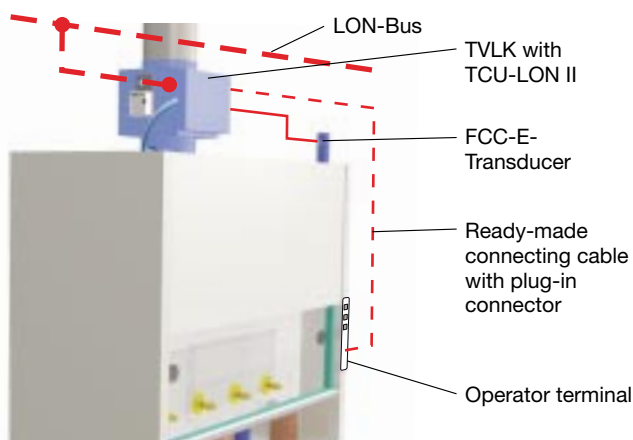 LON-Bus
TVLK with
TCU-LON II
FCC-E-
Transducer
Ready-made
connecting cable
with plug-in
connector
Operator terminal